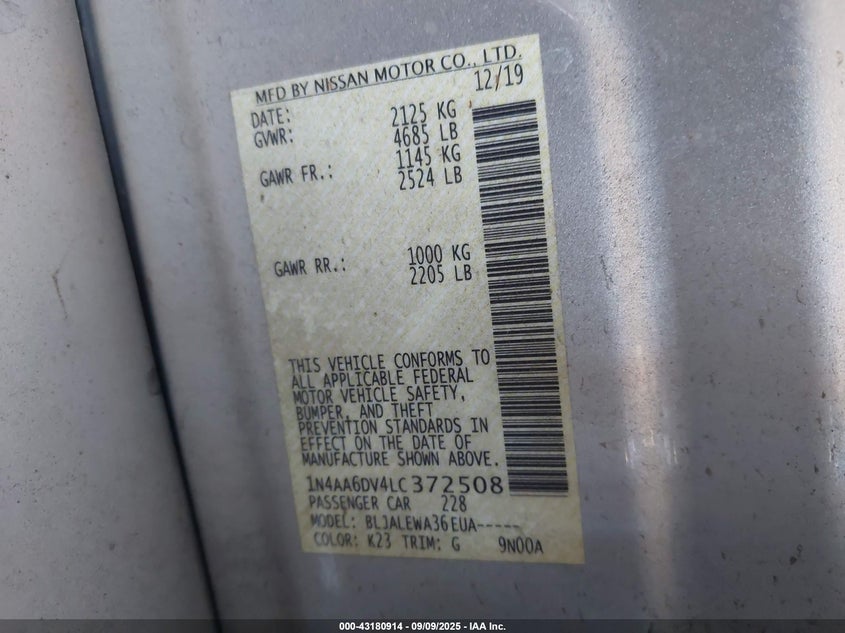 MFD BY NISSAN MOTOR CO., LTD.
DATE: 12/19
GVWR: 2125 KG
4685 LB
GAWR FR.: 1145 KG
2524 LB
GAWR RR.: 1000 KG
2205 LB
THIS VEHICLE CONFORMS TO
ALL APPLICABLE FEDERAL
MOTOR VEHICLE SAFETY,
BUMPER, AND THEFT
PREVENTION STANDARDS IN
EFFECT ON THE DATE OF
MANUFACTURE SHOWN ABOVE.
1N4AA6DV4LC372508
PASSENGER CAR 228
MODEL: BLJALEWA36EUA-----
COLOR: K23 TRIM: G 9N00A
000-43180914 - 09/09/2025 - IAA Inc.